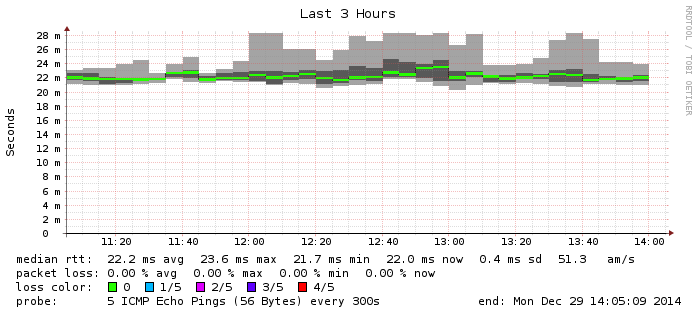 Last 3 Hours
RRDTOOL / TOBI OETIKER
Seconds
28 m
26 m
24 m
22 m
20 m
18 m
16 m
14 m
12 m
10 m
8 m
6 m
4 m
2 m
0
11:20 11:40 12:00 12:20 12:40 13:00 13:20 13:40 14:00
median rtt: 22.2 ms avg 23.6 ms max 21.7 ms min 22.0 ms now 0.4 ms sd 51.3 am/s
packet loss: 0.00 % avg 0.00 % max 0.00 % min 0.00 % now
loss color: 0 1/5 2/5 3/5 4/5
probe: 5 ICMP Echo Pings (56 Bytes) every 300s end: Mon Dec 29 14:05:09 2014